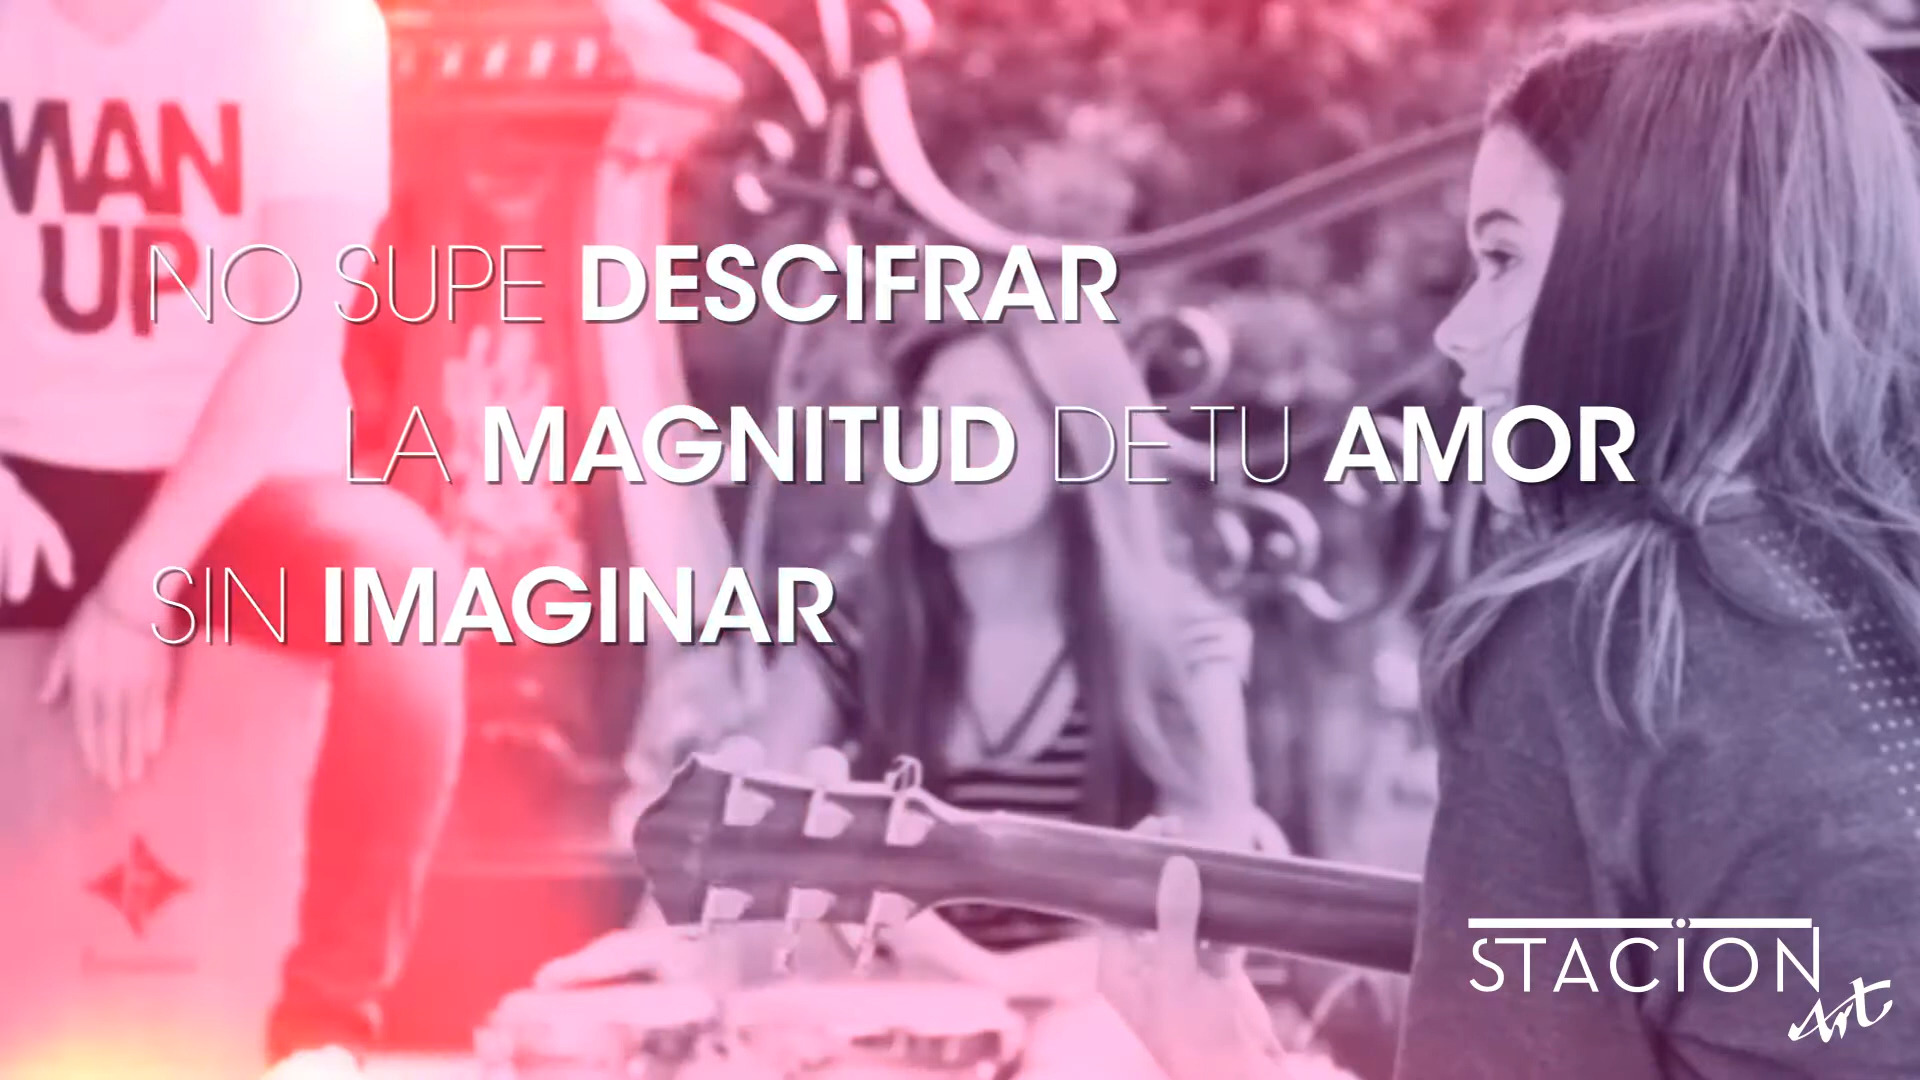 MAN
UP
NO SUPE DESCIFRAR
LA MAGNITUD DE TU AMOR
SIN IMAGINAR
STACION
Art